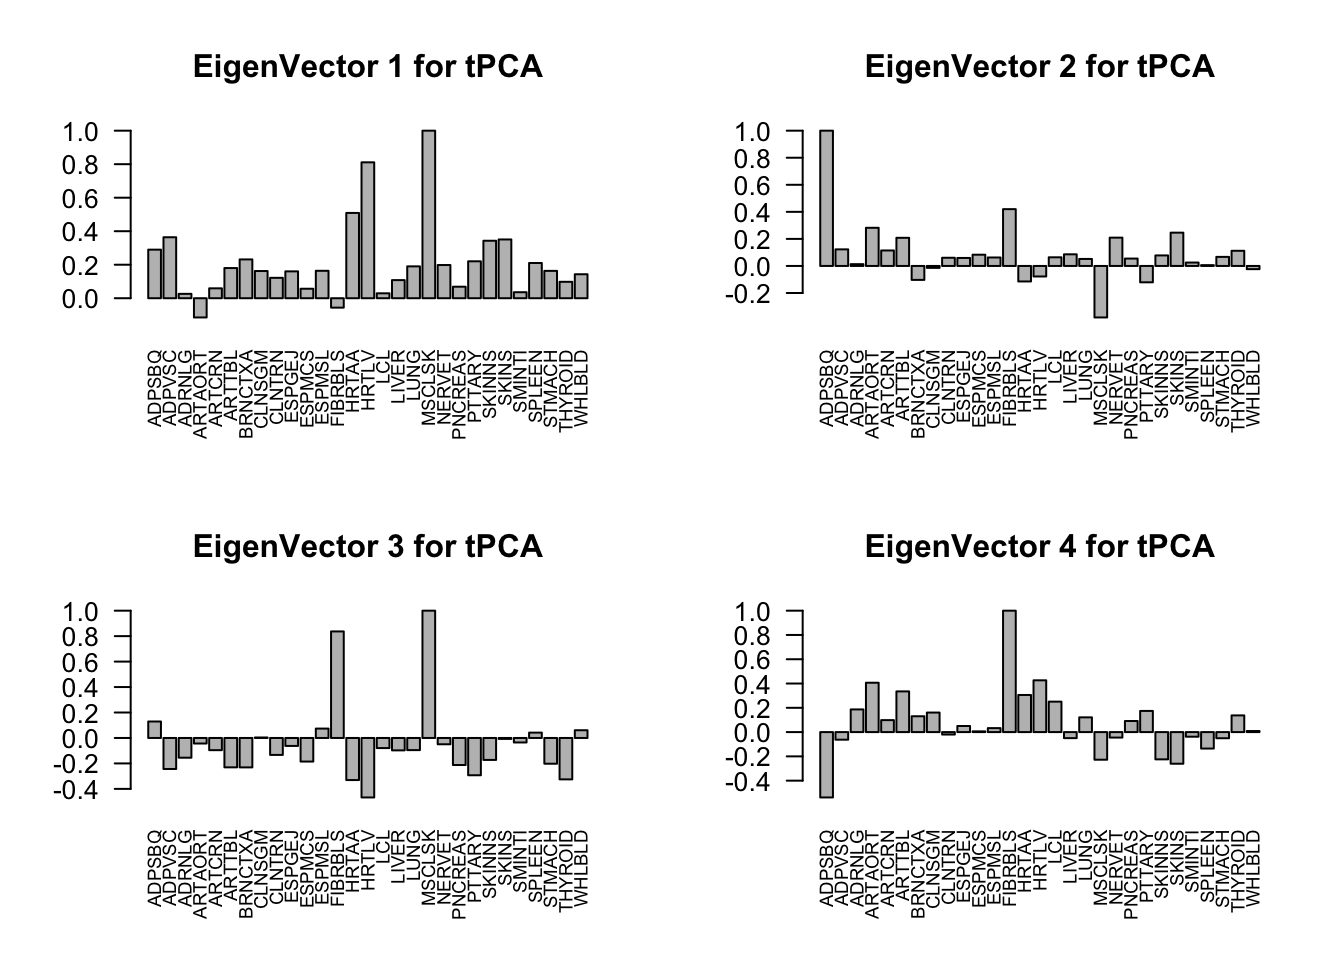 EigenVector 1 for tPCA
1.0
0.8
0.6
0.4
0.2
0.0
ADPSBQ
ADPVSC
ADRNLG
ARTAORT
ARTCRN
ARTTBL
BRNCTXA
CLNSGM
CLNTRN
ESPGEJ
ESPMCS
ESPMSL
FIBRBLS
HRTAA
HRTLV
LCL
LIVER
LUNG
MSCLSK
NERVET
PNCREAS
PTTARY
SKINNS
SKINS
SMINTI
SPLEEN
STMACH
THYROID
WHLBLD
EigenVector 2 for tPCA
1.0
0.8
0.6
0.4
0.2
0.0
-0.2
ADPSBQ
ADPVSC
ADRNLG
ARTAORT
ARTCRN
ARTTBL
BRNCTXA
CLNSGM
CLNTRN
ESPGEJ
ESPMCS
ESPMSL
FIBRBLS
HRTAA
HRTLV
LCL
LIVER
LUNG
MSCLSK
NERVET
PNCREAS
PTTARY
SKINNS
SKINS
SMINTI
SPLEEN
STMACH
THYROID
WHLBLD
EigenVector 3 for tPCA
1.0
0.8
0.6
0.4
0.2
0.0
-0.2
-0.4
ADPSBQ
ADPVSC
ADRNLG
ARTAORT
ARTCRN
ARTTBL
BRNCTXA
CLNSGM
CLNTRN
ESPGEJ
ESPMCS
ESPMSL
FIBRBLS
HRTAA
HRTLV
LCL
LIVER
LUNG
MSCLSK
NERVET
PNCREAS
PTTARY
SKINNS
SKINS
SMINTI
SPLEEN
STMACH
THYROID
WHLBLD
EigenVector 4 for tPCA
1.0
0.8
0.6
0.4
0.2
0.0
-0.2
-0.4
ADPSBQ
ADPVSC
ADRNLG
ARTAORT
ARTCRN
ARTTBL
BRNCTXA
CLNSGM
CLNTRN
ESPGEJ
ESPMCS
ESPMSL
FIBRBLS
HRTAA
HRTLV
LCL
LIVER
LUNG
MSCLSK
NERVET
PNCREAS
PTTARY
SKINNS
SKINS
SMINTI
SPLEEN
STMACH
THYROID
WHLBLD